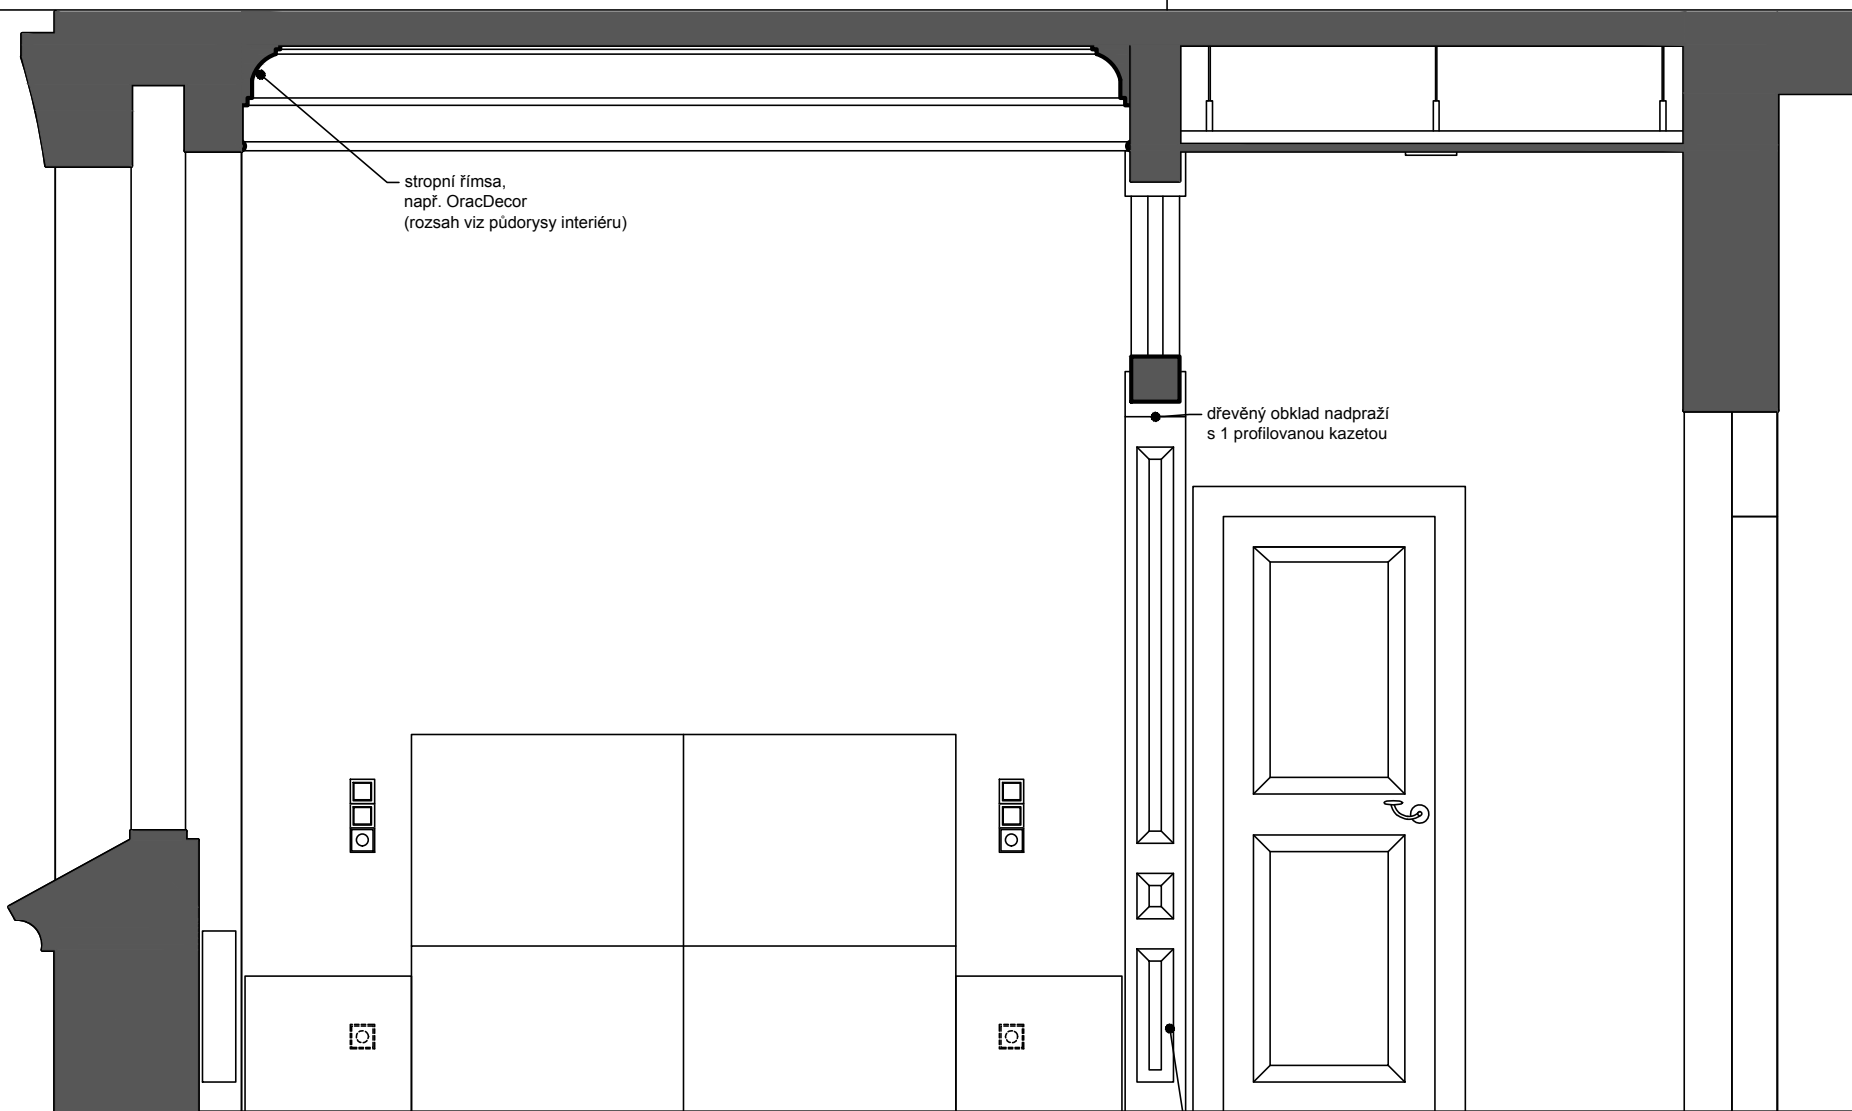 stropní římsa,
např. OracDecor
(rozsah viz půdorysy interiéru)
dřevěný obklad nadpraží
s 1 profilovanou kazetou